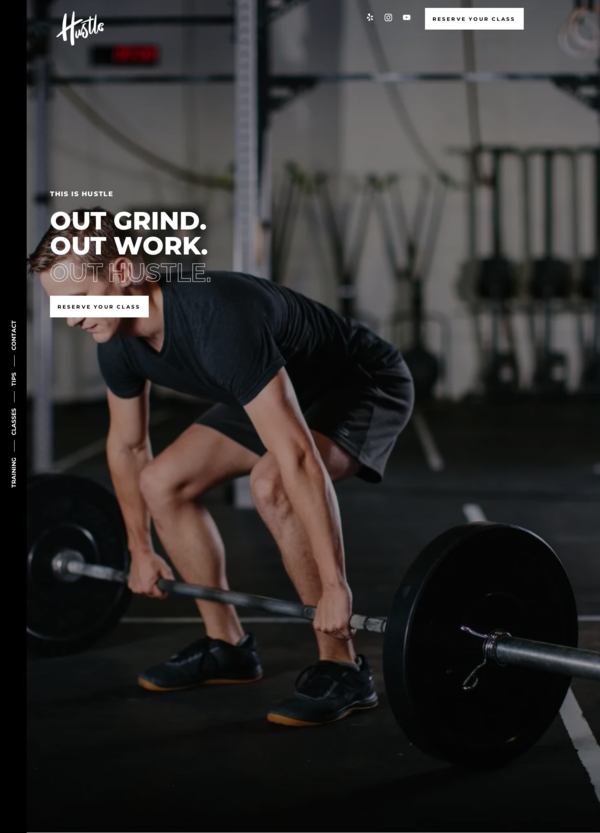 Hustle
RESERVE YOUR CLASS
THIS IS HUSTLE
OUT GRIND.
OUT WORK.
OUT HUSTLE.
RESERVE YOUR CLASS
CONTACT
TIPS
CLASSES
TRAINING